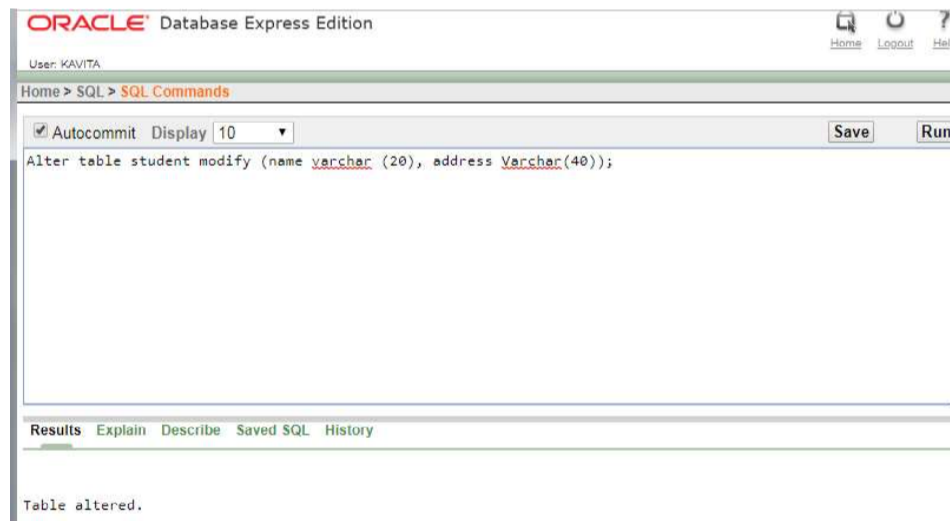 ORACLE® Database Express Edition
Home Logout
User: KAVITA
Home > SQL > SQL Commands
Autocommit Display 10 Save Run
Alter table student modify (name varchar (20), address Varchar(40));
Results Explain Describe Saved SQL History
Table altered.